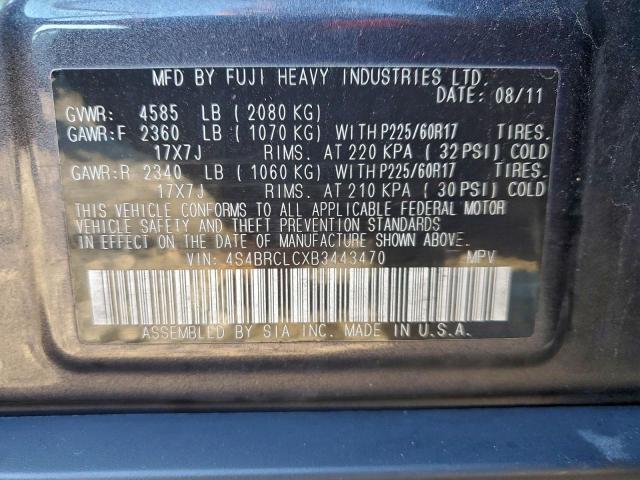 MFD BY FUJI HEAVY INDUSTRIES LTD.
DATE: 08/11
GVWR: 4585 LB ( 2080 KG)
GAWR:F 2360 LB ( 1070 KG) WITH P225/60R17 TIRES.
17X7J RIMS. AT 220 KPA ( 32 PSI) COLD
GAWR:R 2340 LB ( 1060 KG) WITH P225/60R17 TIRES.
17X7J RIMS. AT 210 KPA ( 30 PSI) COLD
THIS VEHICLE CONFORMS TO ALL APPLICABLE FEDERAL MOTOR
VEHICLE SAFETY AND THEFT PREVENTION STANDARDS
IN EFFECT ON THE DATE OF MANUFACTURE SHOWN ABOVE.
VIN: 4S4BRCLCXB3443470 MPV
ASSEMBLED BY SIA INC. MADE IN U.S.A.